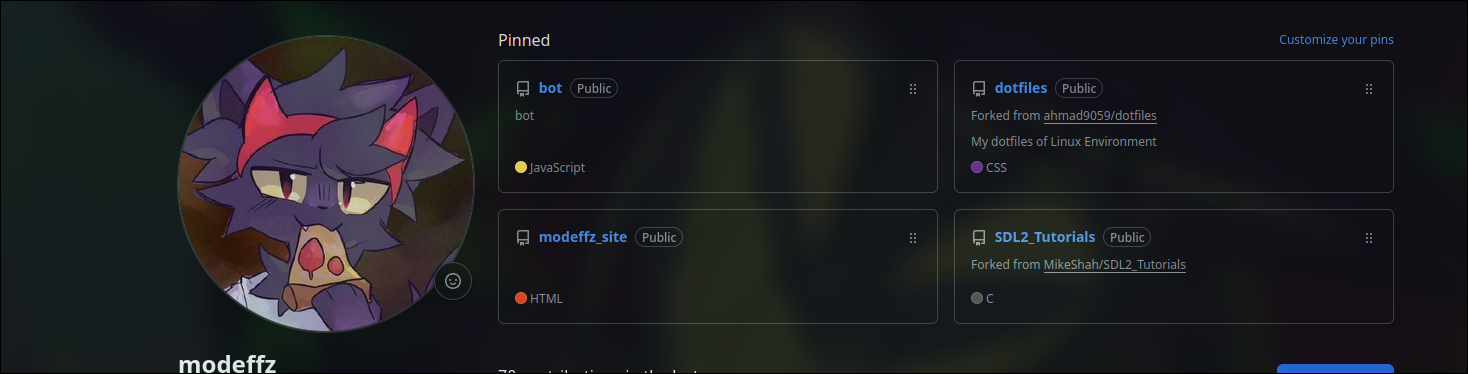 Pinned
Customize your pins
bot Public
bot
JavaScript
dotfiles Public
Forked from ahmad9059/dotfiles
My dotfiles of Linux Environment
CSS
modeffz_site Public
HTML
SDL2_Tutorials Public
Forked from MikeShah/SDL2_Tutorials
C
modeffz